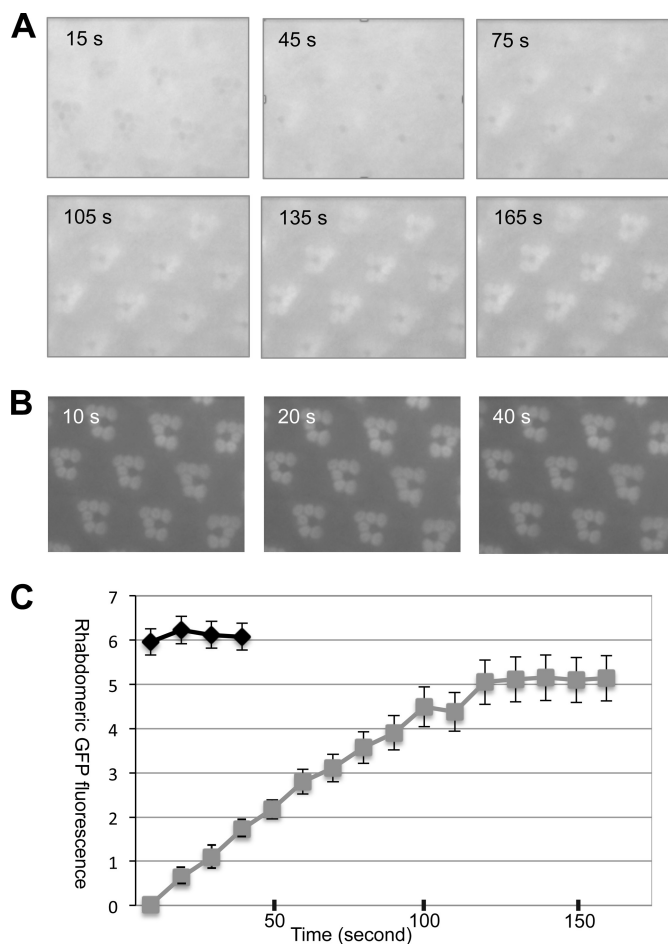 A
15 s
45 s
75 s
105 s
135 s
165 s
B
10 s
20 s
40 s
C
Rhabdomeric GFP fluorescence
7
6
5
4
3
2
1
0
50
100
150
Time (second)